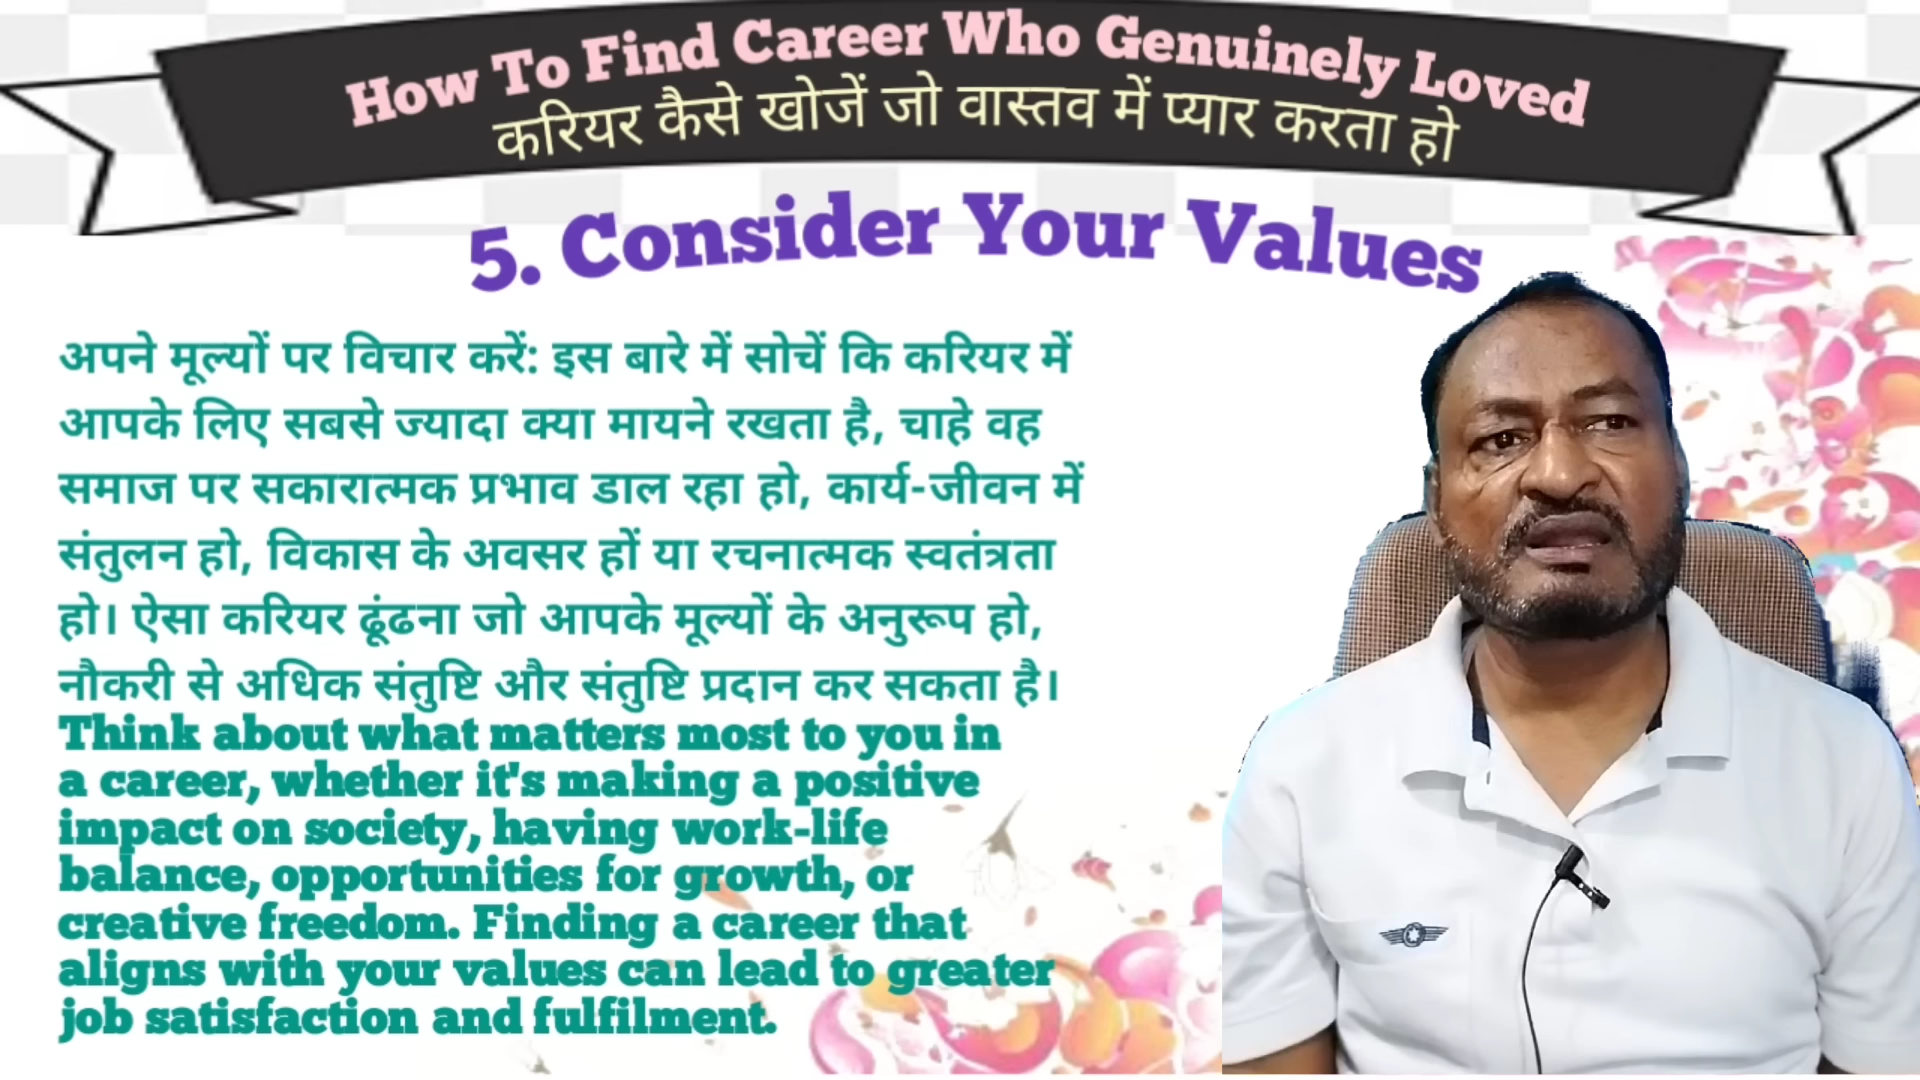 How To Find Career Who Genuinely Loved
करियर कैसे खोजें जो वास्तव में प्यार करता हो
5. Consider Your Values
अपने मूल्यों पर विचार करें: इस बारे में सोचें कि करियर में
आपके लिए सबसे ज्यादा क्या मायने रखता है, चाहे वह
समाज पर सकारात्मक प्रभाव डाल रहा हो, कार्य-जीवन में
संतुलन हो, विकास के अवसर हों या रचनात्मक स्वतंत्रता
हो। ऐसा करियर ढूंढना जो आपके मूल्यों के अनुरूप हो,
नौकरी से अधिक संतुष्टि और संतुष्टि प्रदान कर सकता है।
Think about what matters most to you in
a career, whether it's making a positive
impact on society, having work-life
balance, opportunities for growth, or
creative freedom. Finding a career that
aligns with your values can lead to greater
job satisfaction and fulfilment.